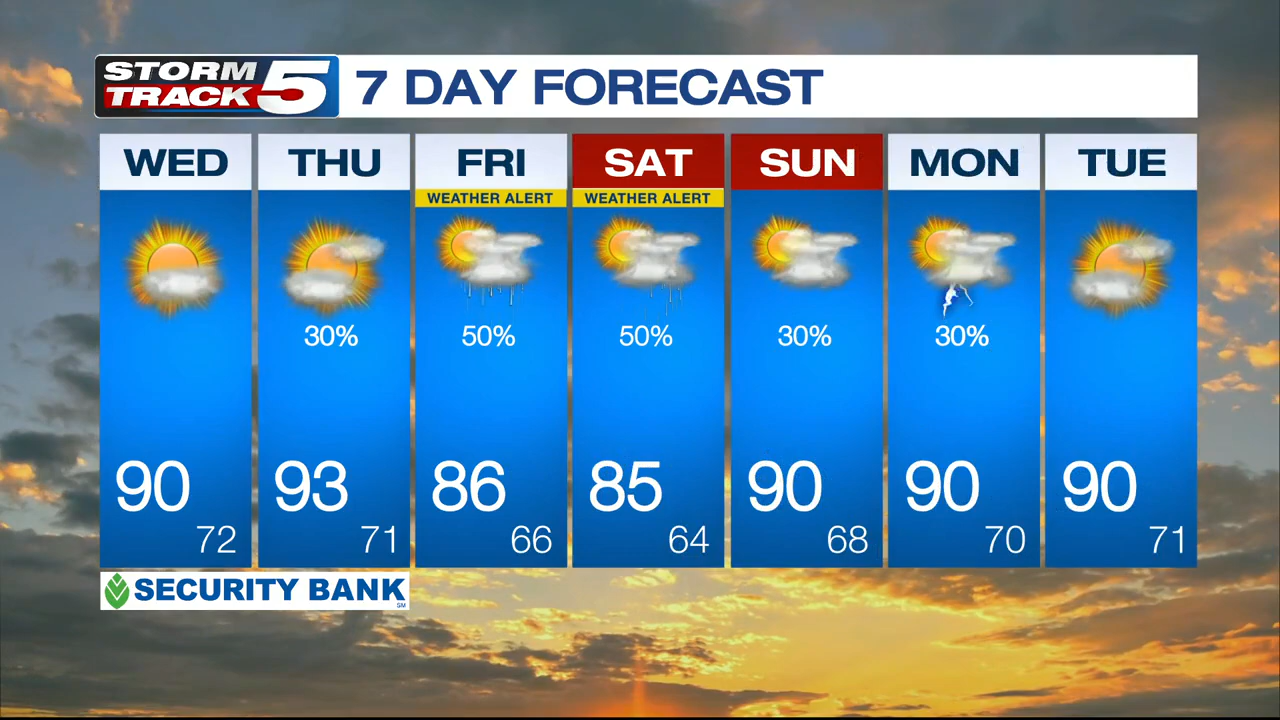 STORM TRACK 5
7 DAY FORECAST
WED THU FRI SAT SUN MON TUE
WEATHER ALERT WEATHER ALERT
30% 50% 50% 30% 30%
90 93 86 85 90 90 90
72 71 66 64 68 70 71
SECURITY BANK SM